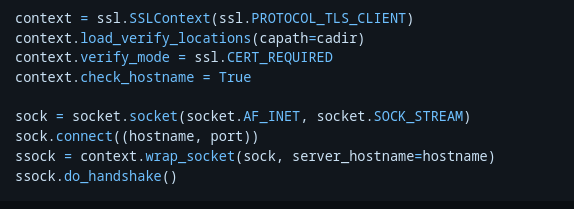 context = ssl.SSLContext(ssl.PROTOCOL_TLS_CLIENT)
context.load_verify_locations(capath=cadir)
context.verify_mode = ssl.CERT_REQUIRED
context.check_hostname = True

sock = socket.socket(socket.AF_INET, socket.SOCK_STREAM)
sock.connect((hostname, port))
ssock = context.wrap_socket(sock, server_hostname=hostname)
ssock.do_handshake()